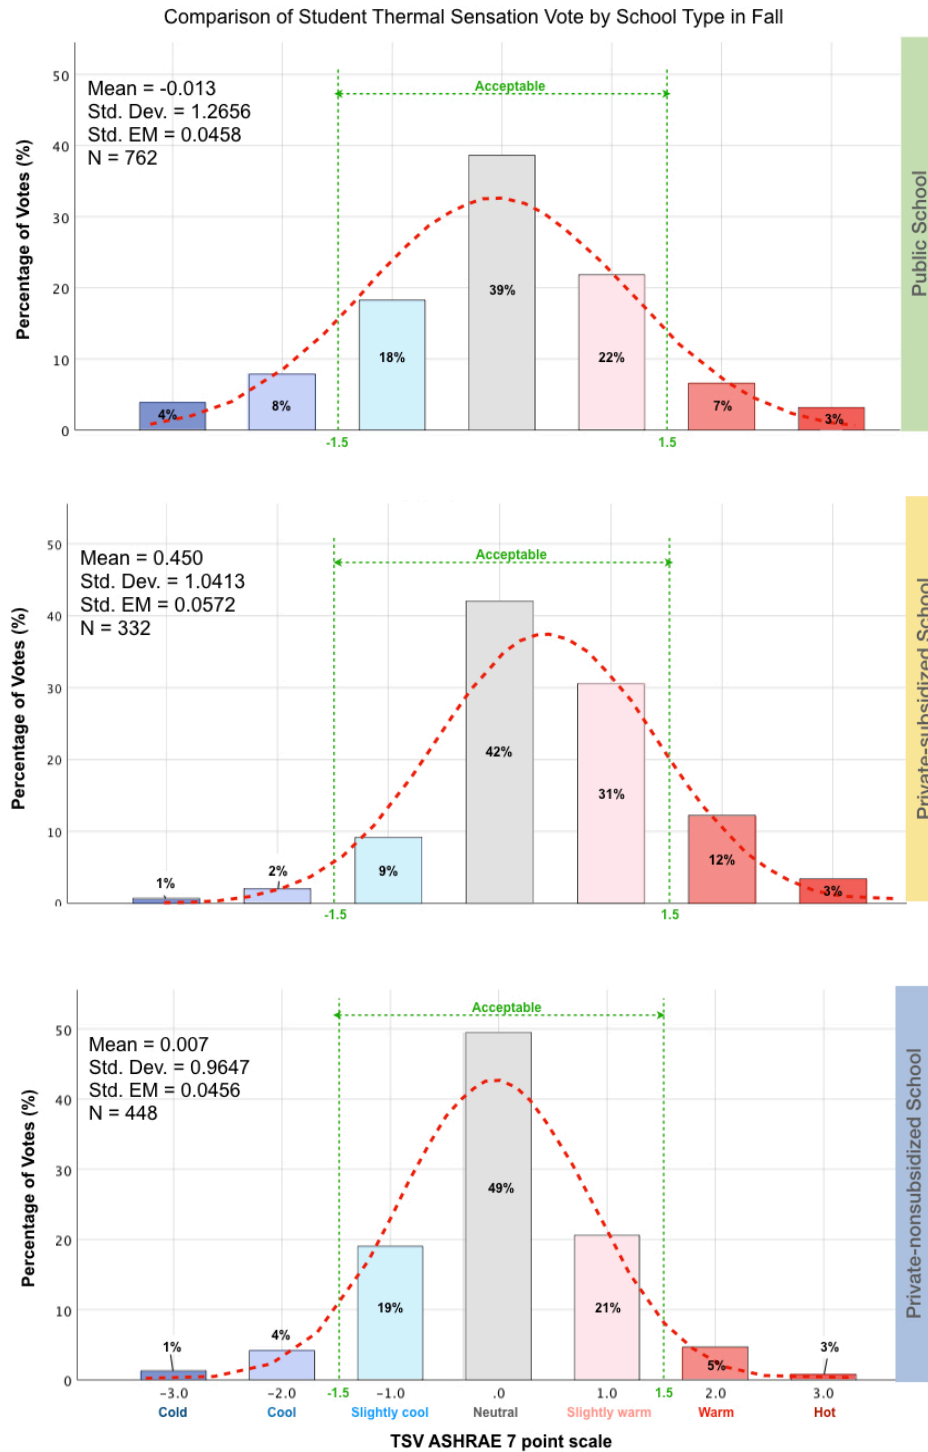 Comparison of Student Thermal Sensation Vote by School Type in Fall
Mean = -0.013
Std. Dev. = 1.2656
Std. EM = 0.0458
N = 762
Acceptable
Percentage of Votes (%)
50
40
30
20
10
0
4%
8%
18%
39%
22%
7%
3%
-1.5
1.5
Public School
Mean = 0.450
Std. Dev. = 1.0413
Std. EM = 0.0572
N = 332
Acceptable
Percentage of Votes (%)
50
40
30
20
10
0
1%
2%
9%
42%
31%
12%
3%
-1.5
1.5
Private-subsidized School
Mean = 0.007
Std. Dev. = 0.9647
Std. EM = 0.0456
N = 448
Acceptable
Percentage of Votes (%)
50
40
30
20
10
0
1%
4%
19%
49%
21%
5%
3%
Private-nonsubsidized School
−3.0 −2.0 -1.5 −1.0 .0 1.0 1.5 2.0 3.0
Cold Cool Slightly cool Neutral Slightly warm Warm Hot
TSV ASHRAE 7 point scale